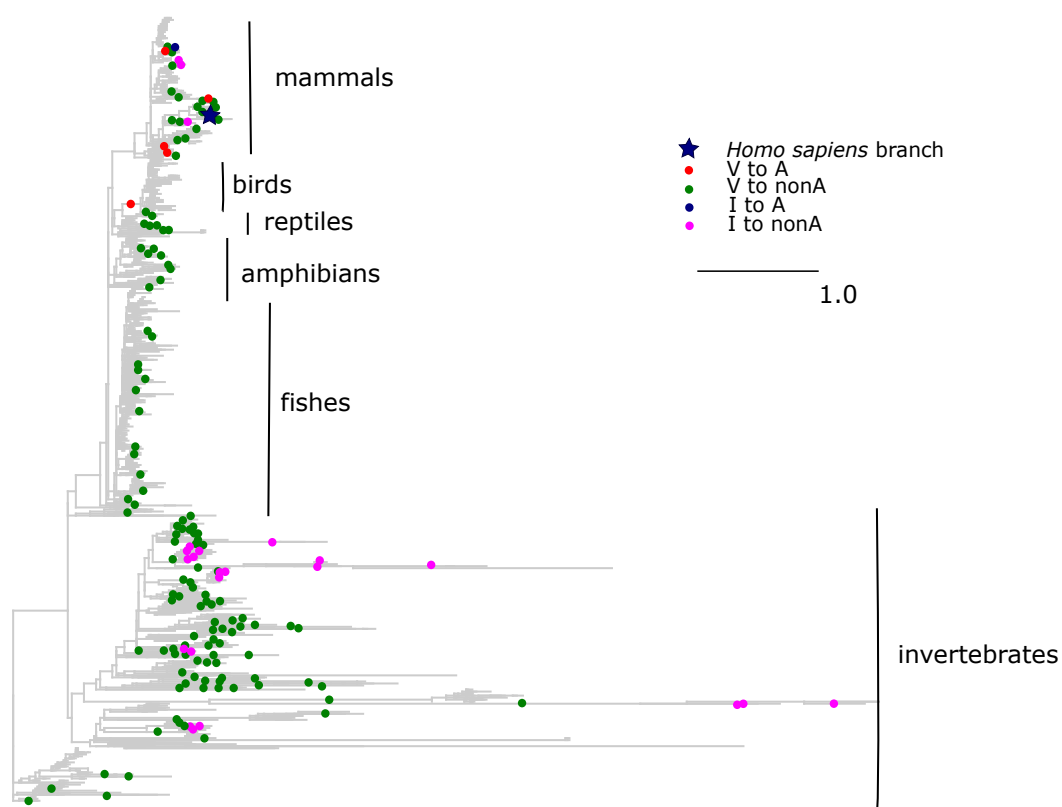 mammals
birds
reptiles
amphibians
fishes
invertebrates
Homo sapiens branch
V to A
V to nonA
I to A
I to nonA
1.0